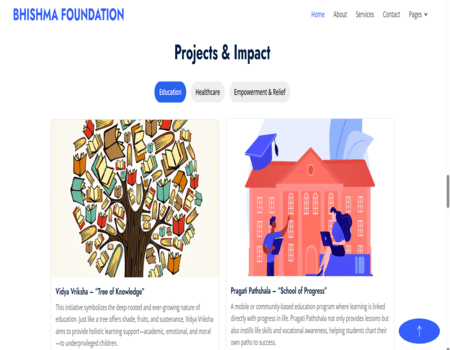 BHISHMA FOUNDATION
Home About Services Contact Pages
Projects & Impact
Education Healthcare Empowerment & Relief
Vidya Vriksha – “Tree of Knowledge”
This initiative symbolizes the deep-rooted and ever-growing nature of
education. Just like a tree offers shade, fruits, and sustenance, Vidya Vriksha
aims to provide holistic learning support—academic, emotional, and moral
—to underprivileged children.
Pragati Pathshala – “School of Progress”
A mobile or community-based education program where learning is linked
directly with progress in life. Pragati Pathshala not only provides lessons but
also instills life skills and vocational awareness, helping students chart their
own paths to success.